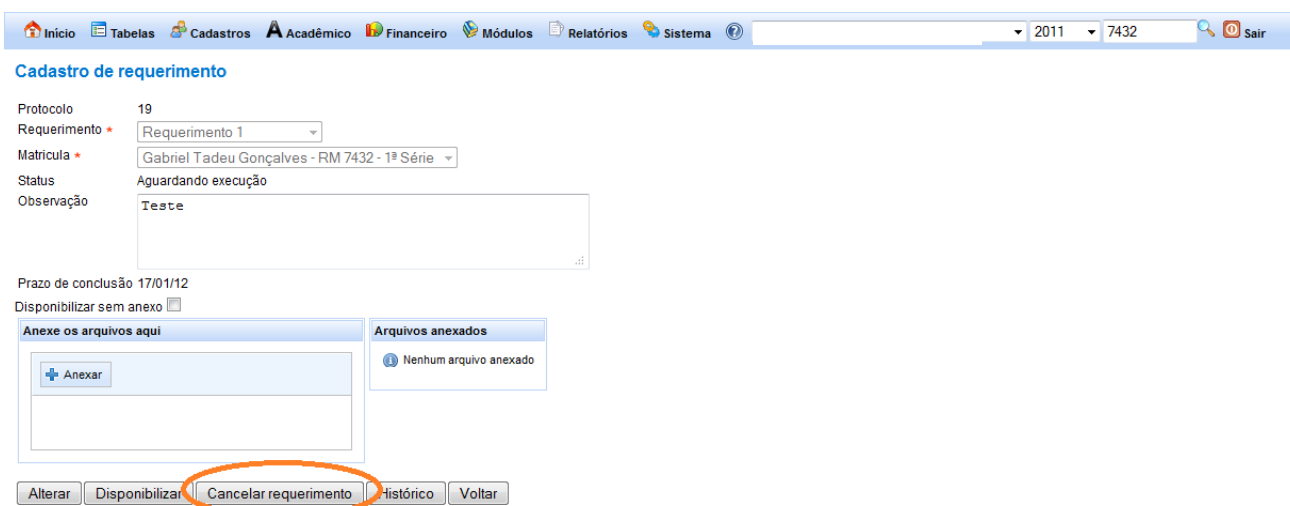 Início Tabelas Cadastros Acadêmico Financeiro Módulos Relatórios Sistema 2011 7432 Sair
Cadastro de requerimento
Protocolo 19
Requerimento * Requerimento 1
Matricula * Gabriel Tadeu Gonçalves - RM 7432 - 1ª Série
Status Aguardando execução
Observação Teste
Prazo de conclusão 17/01/12
Disponibilizar sem anexo
Anexe os arquivos aqui Arquivos anexados
Nenhum arquivo anexado
Anexar
Alterar Disponibilizar Cancelar requerimento Histórico Voltar